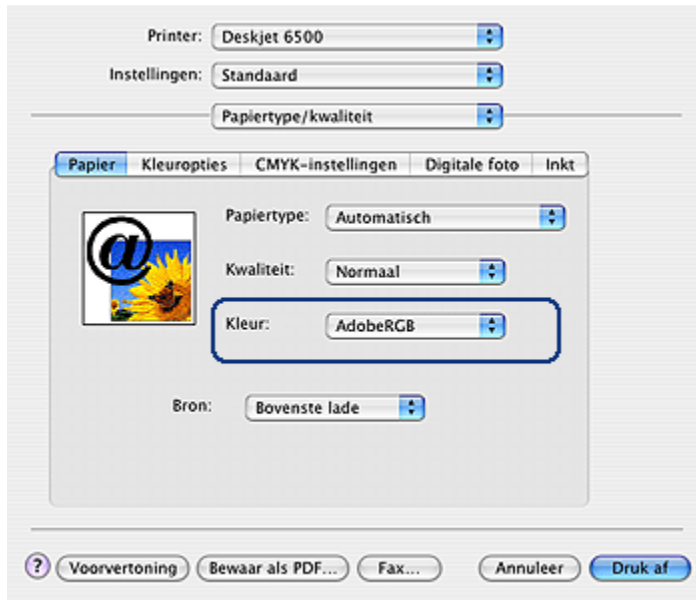 Printer: Deskjet 6500
Instellingen: Standaard
Papiertype/kwaliteit
Papier Kleuropties CMYK-instellingen Digitale foto Inkt
@
Papiertype: Automatisch
Kwaliteit: Normaal
Kleur: AdobeRGB
Bron: Bovenste lade
? Voorvertoning Bewaar als PDF... Fax... Annuleer Druk af